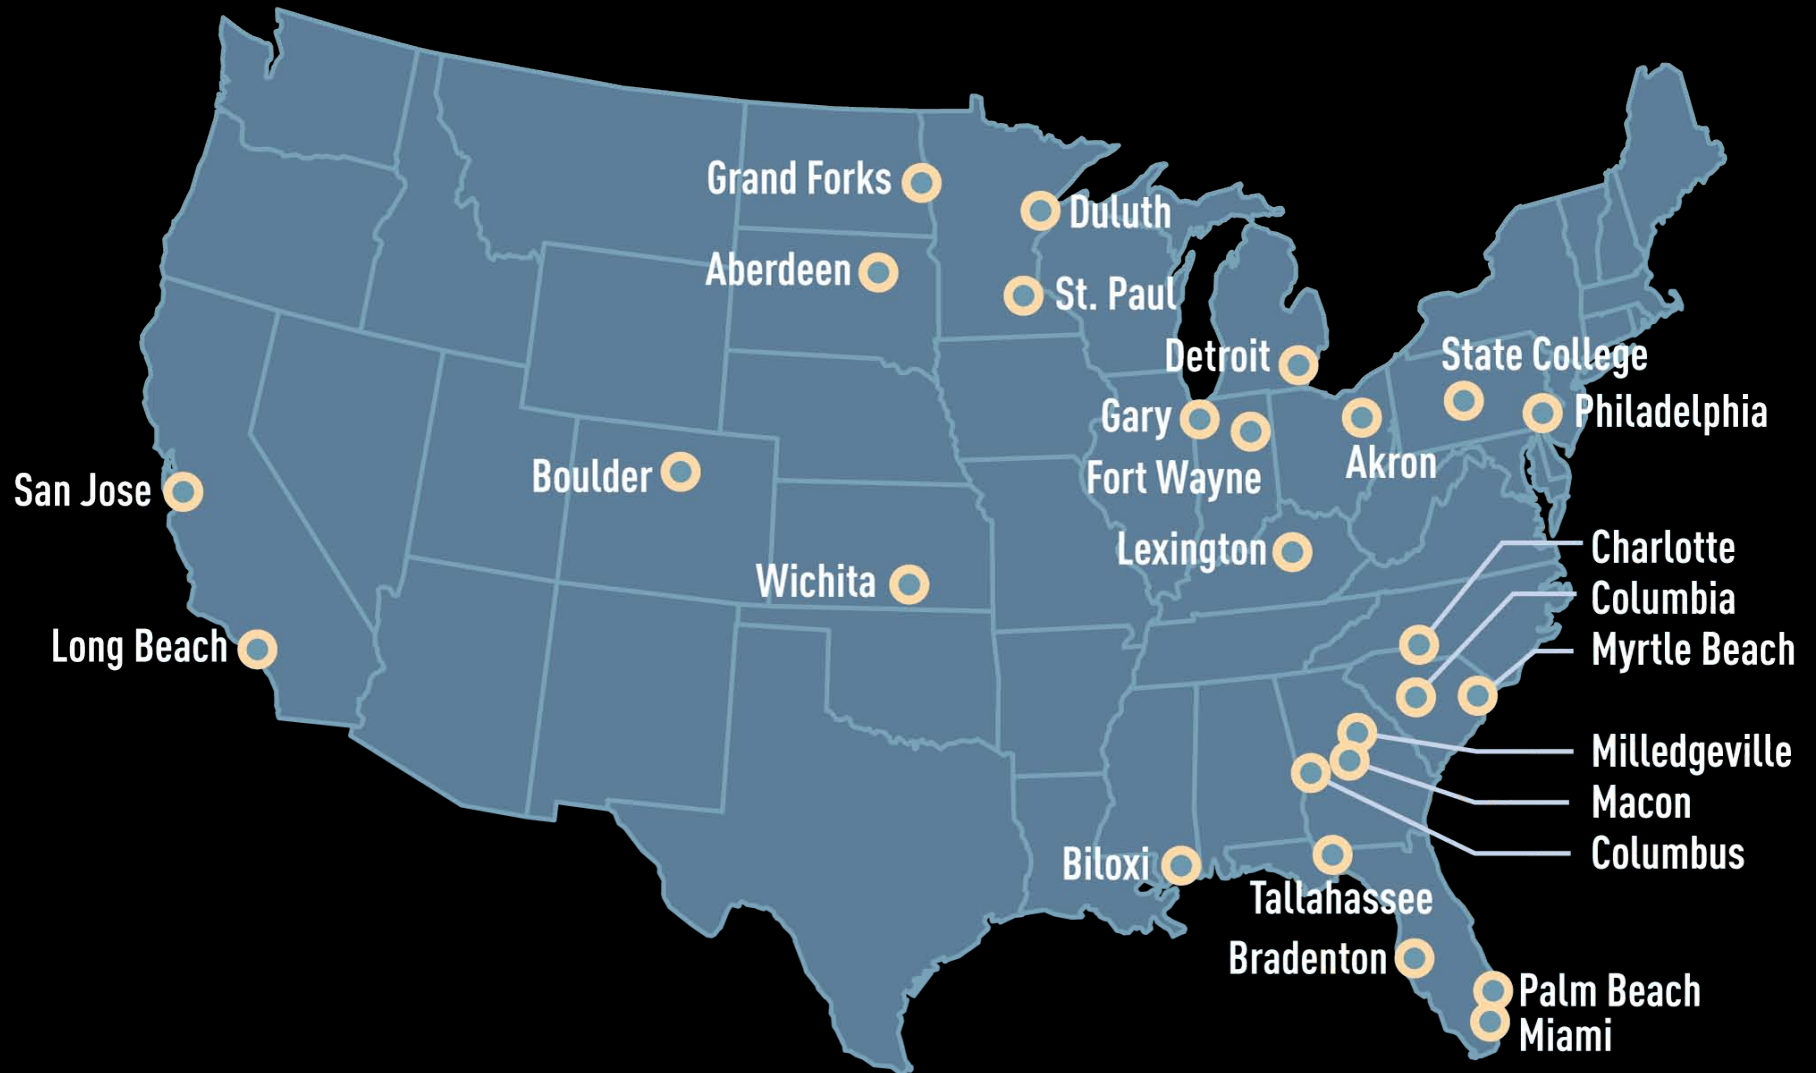 Grand Forks
Duluth
Aberdeen
St. Paul
Detroit
State College
Gary
Philadelphia
Fort Wayne
Akron
Boulder
San Jose
Lexington
Charlotte
Wichita
Columbia
Long Beach
Myrtle Beach
Milledgeville
Macon
Columbus
Biloxi
Tallahassee
Bradenton
Palm Beach
Miami